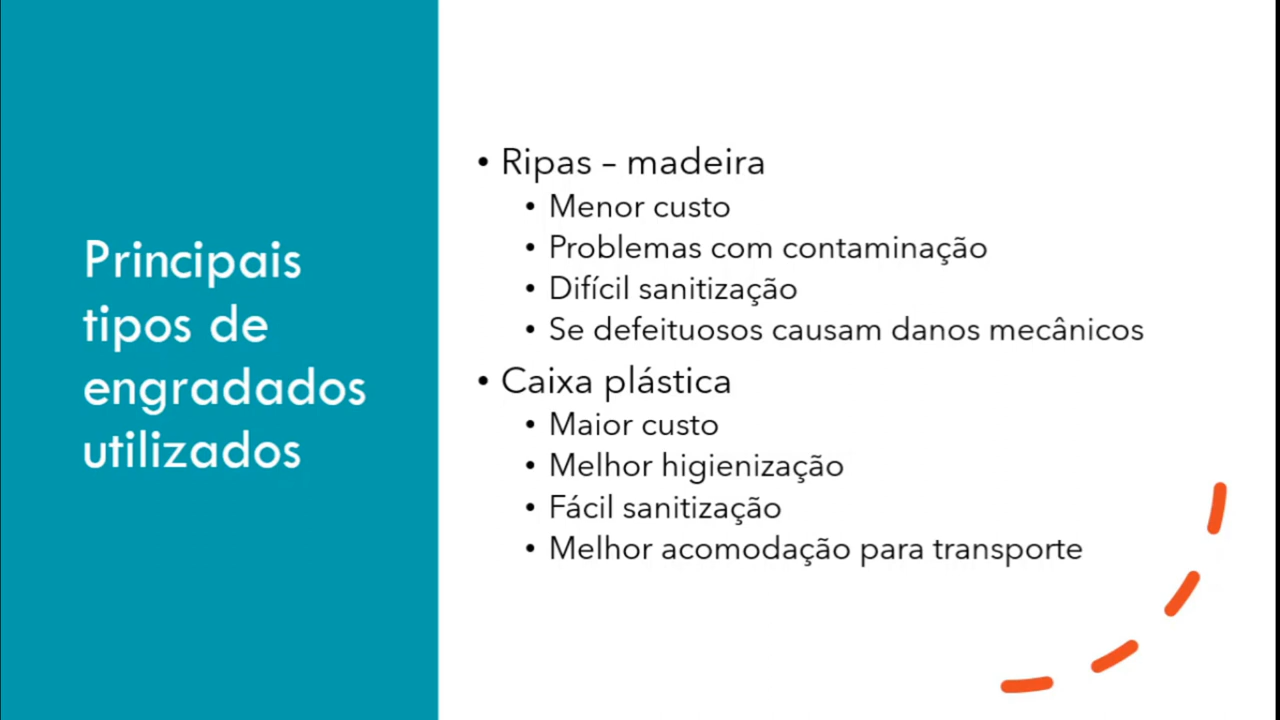 Principais
tipos de
engradados
utilizados
• Ripas – madeira
• Menor custo
• Problemas com contaminação
• Difícil sanitização
• Se defeituosos causam danos mecânicos
• Caixa plástica
• Maior custo
• Melhor higienização
• Fácil sanitização
• Melhor acomodação para transporte